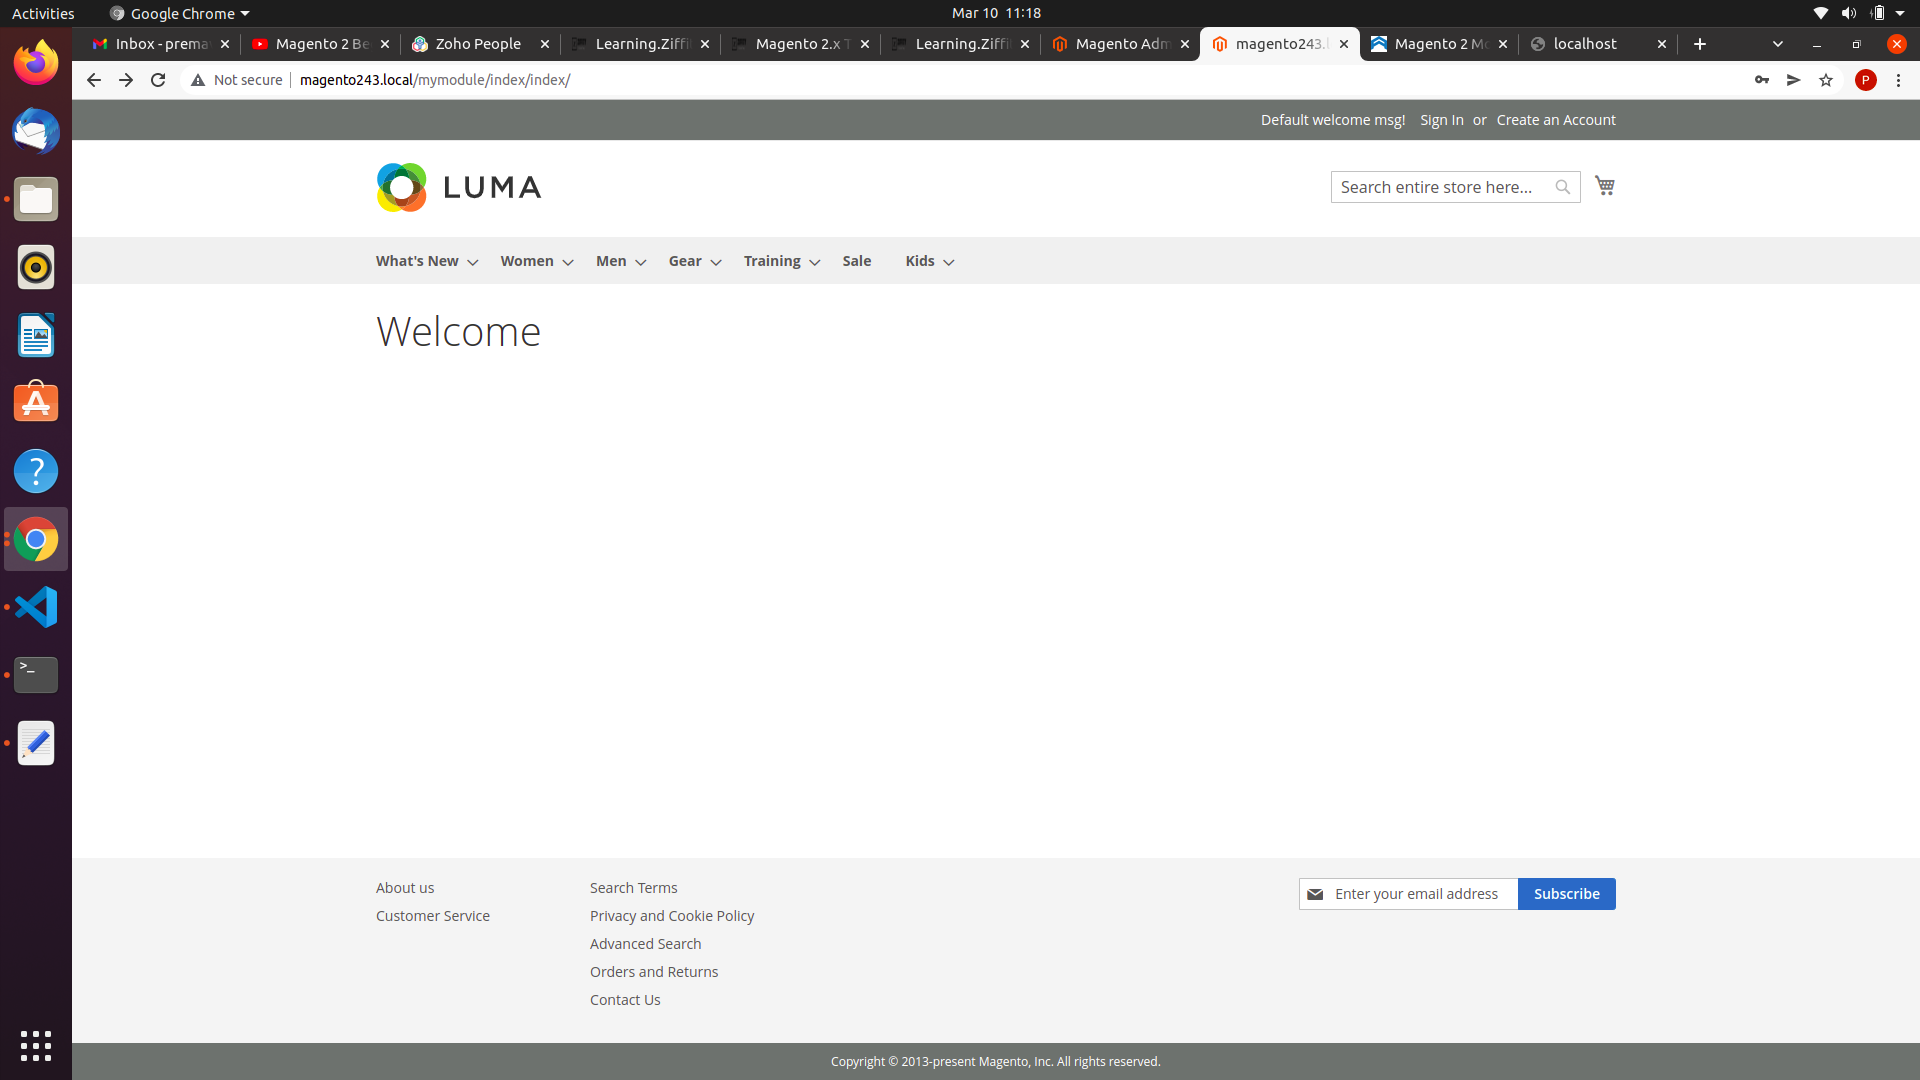 Activities
Google Chrome
Mar 10 11:18
Inbox - prema
Magento 2 Be
Zoho People
Learning.Ziffi
Magento 2.x T
Learning.Ziffi
Magento Adm
magento243.l
Magento 2 Mo
localhost
Not secure
magento243.local/mymodule/index/index/
P
Default welcome msg! Sign In or Create an Account
LUMA
Search entire store here...
What's New Women Men Gear Training Sale Kids
Welcome
About us
Customer Service
Search Terms
Privacy and Cookie Policy
Advanced Search
Orders and Returns
Contact Us
Enter your email address
Subscribe
Copyright © 2013-present Magento, Inc. All rights reserved.